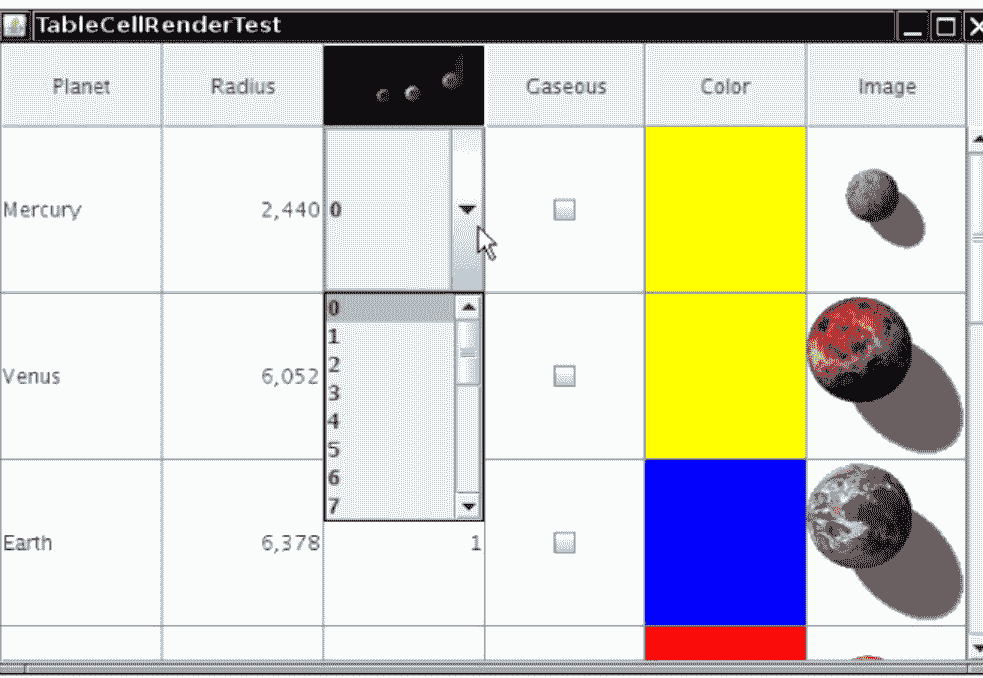 TableCellRenderTest
Planet Radius Gaseous Color Image
Mercury 2,440 0
0
1
2
Venus 6,052
3
4
5
6
7
Earth 6,378 1